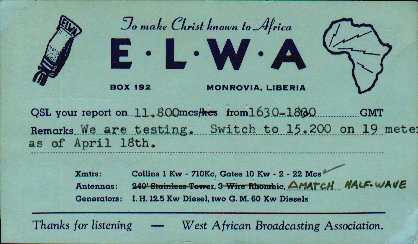 ELWA
To make Christ known to Africa
E·L·W·A
BOX 192 MONROVIA, LIBERIA
QSL your report on 11.800 mcs/kcs from 1630-1800 GMT
Remarks We are testing. Switch to 15.200 on 19 meter
as of April 18th.
Xmtrs: Collins 1 Kw - 710Kc, Gates 10 Kw - 2 - 22 Mcs
Antennas: 240' Stainless Tower, 3 Wire Rhombic, ΔMATCH HALF-WAVE
Generators: I. H. 12.5 Kw Diesel, two G. M. 60 Kw Diesels
Thanks for listening — West African Broadcasting Association.